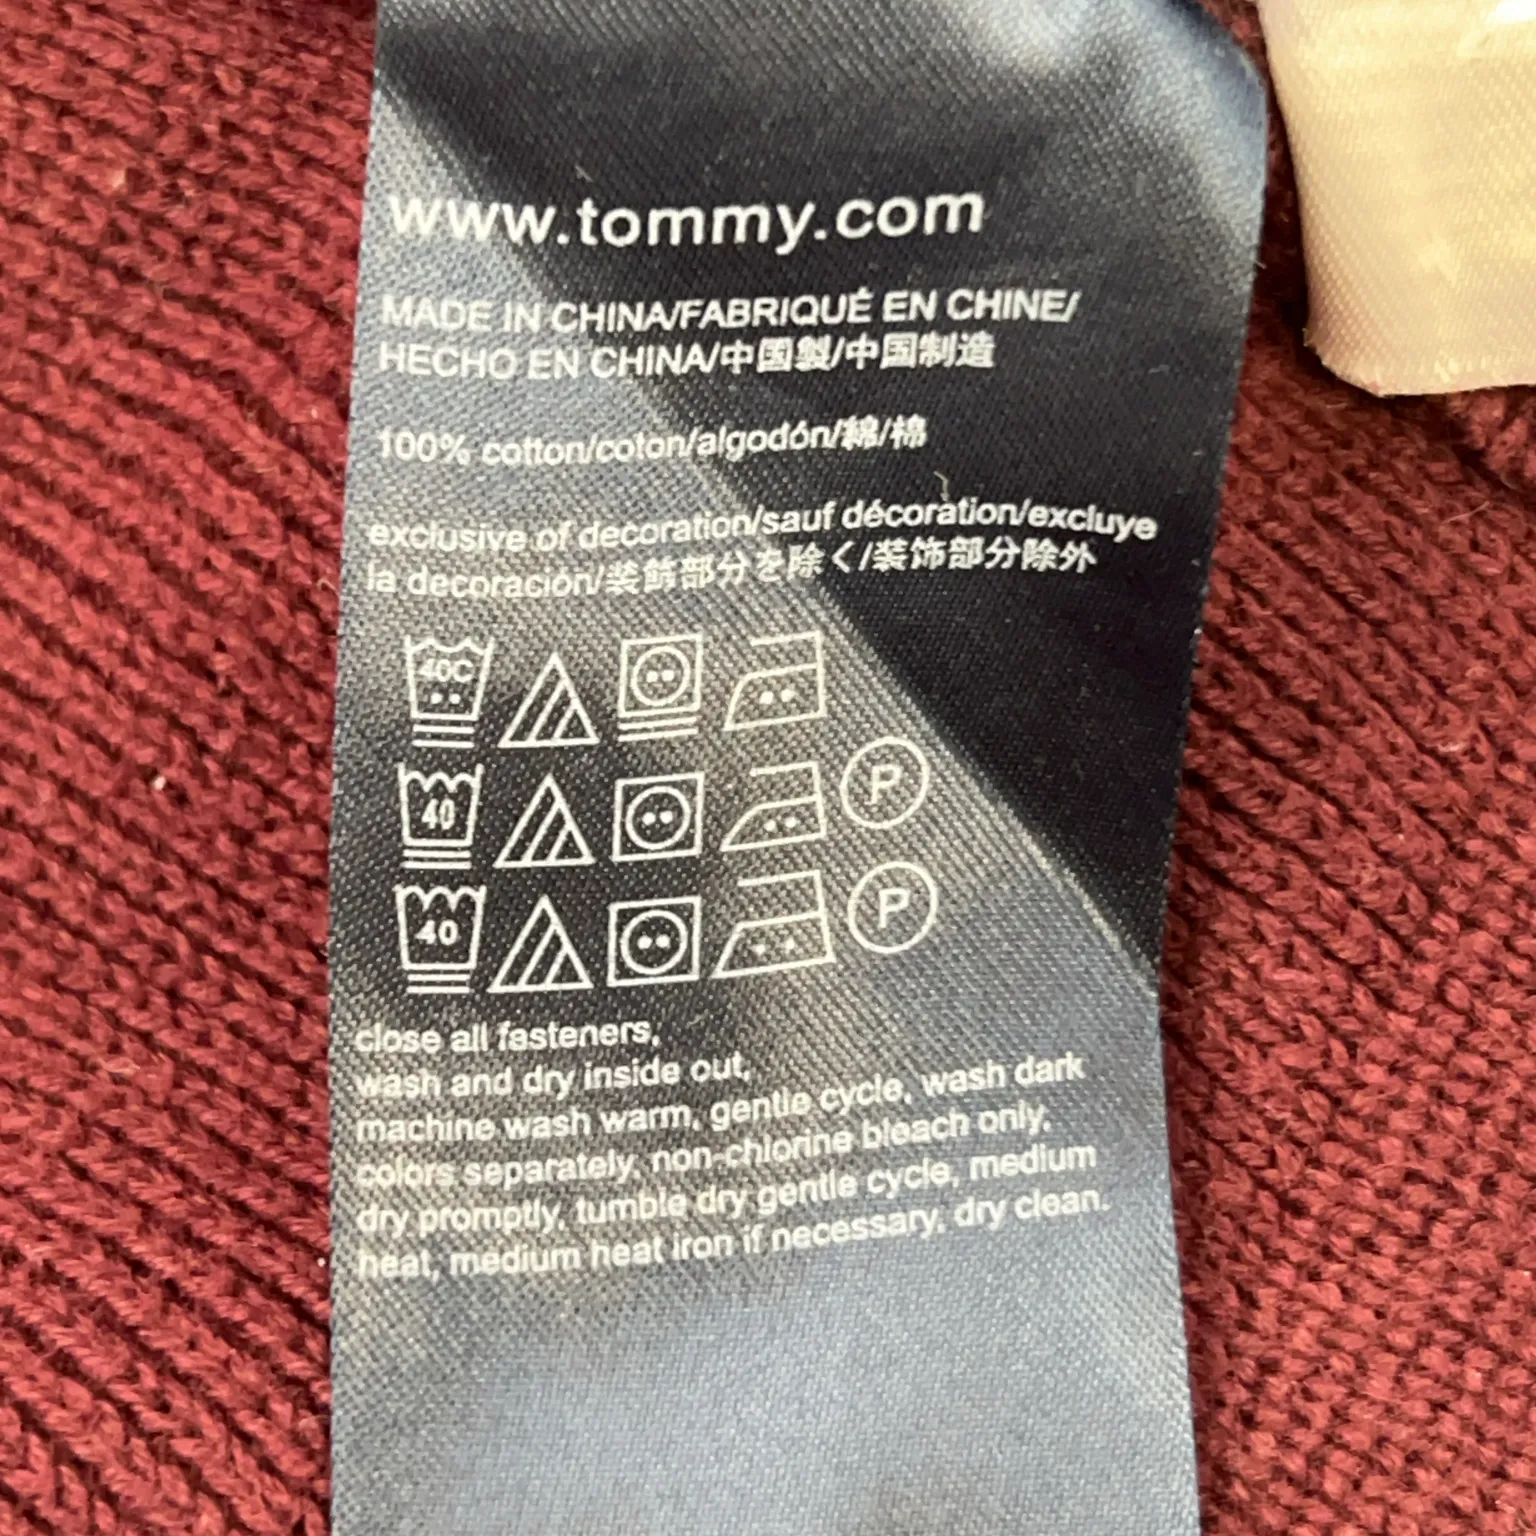 www.tommy.com
MADE IN CHINA/FABRIQUÉ EN CHINE/
HECHO EN CHINA/中国製/中国制造
100% cotton/coton/algodón/綿/棉
exclusive of decoration/sauf décoration/excluye
la decoración/装飾部分を除く/装饰部分除外
40C
40
P
40
P
close all fasteners,
wash and dry inside out,
machine wash warm, gentle cycle, wash dark
colors separately, non-chlorine bleach only,
dry promptly, tumble dry gentle cycle, medium
heat, medium heat iron if necessary, dry clean.